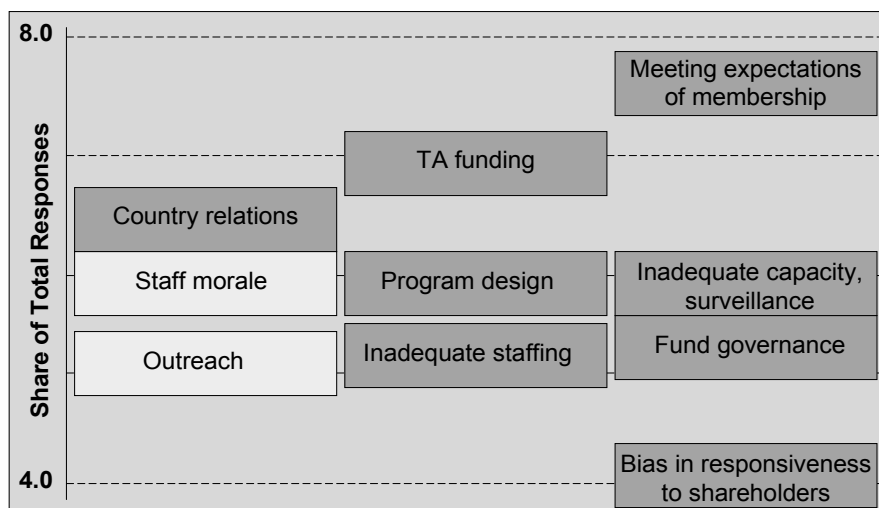 8.0
Meeting expectations
of membership
TA funding
Country relations
Staff morale
Program design
Inadequate capacity,
surveillance
Outreach
Inadequate staffing
Fund governance
Share of Total Responses
4.0
Bias in responsiveness
to shareholders